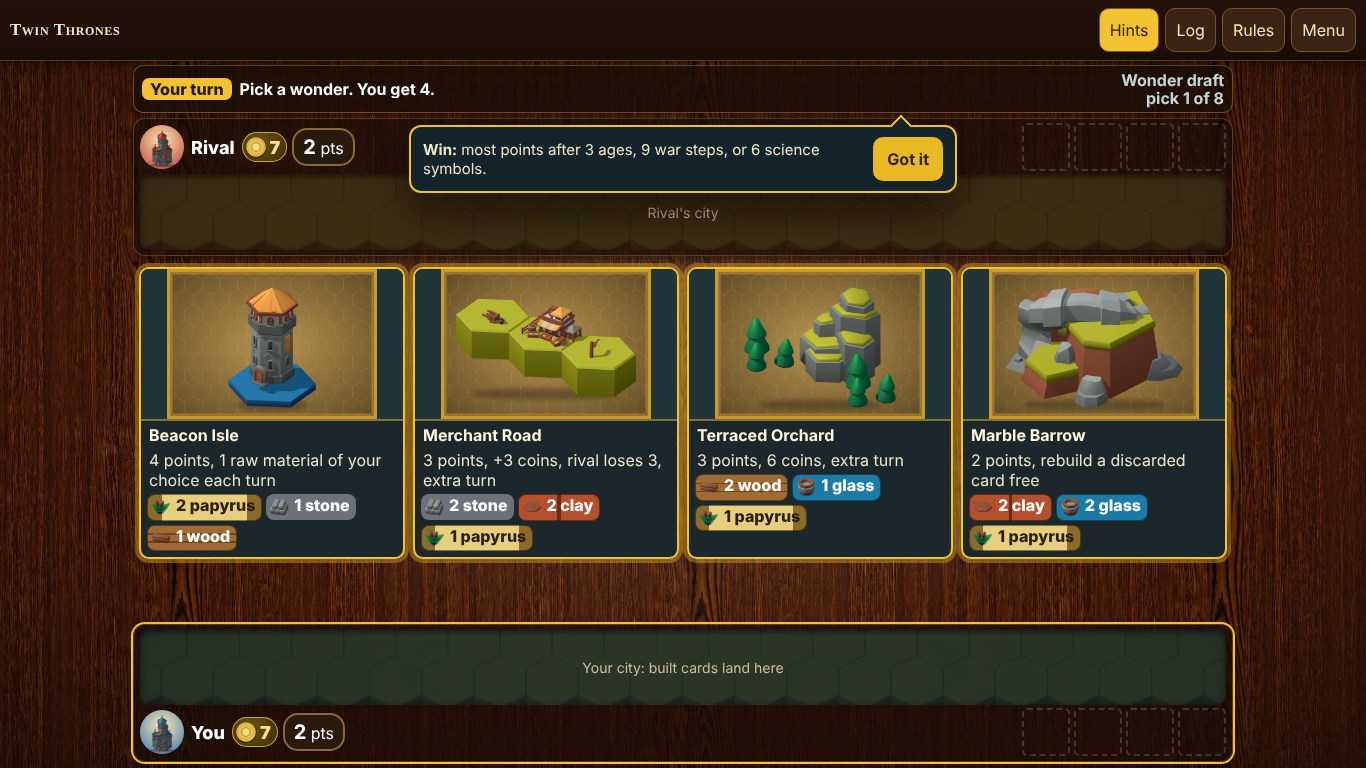 Twin Thrones
Hints
Log
Rules
Menu
Your turn
Pick a wonder. You get 4.
Wonder draft
pick 1 of 8
Rival
7
2 pts
Win: most points after 3 ages, 9 war steps, or 6 science
symbols.
Got it
Rival's city
Beacon Isle
4 points, 1 raw material of your
choice each turn
2 papyrus
1 stone
1 wood
Merchant Road
3 points, +3 coins, rival loses 3,
extra turn
2 stone
2 clay
1 papyrus
Terraced Orchard
3 points, 6 coins, extra turn
2 wood
1 glass
1 papyrus
Marble Barrow
2 points, rebuild a discarded
card free
2 clay
2 glass
1 papyrus
Your city: built cards land here
You
7
2 pts